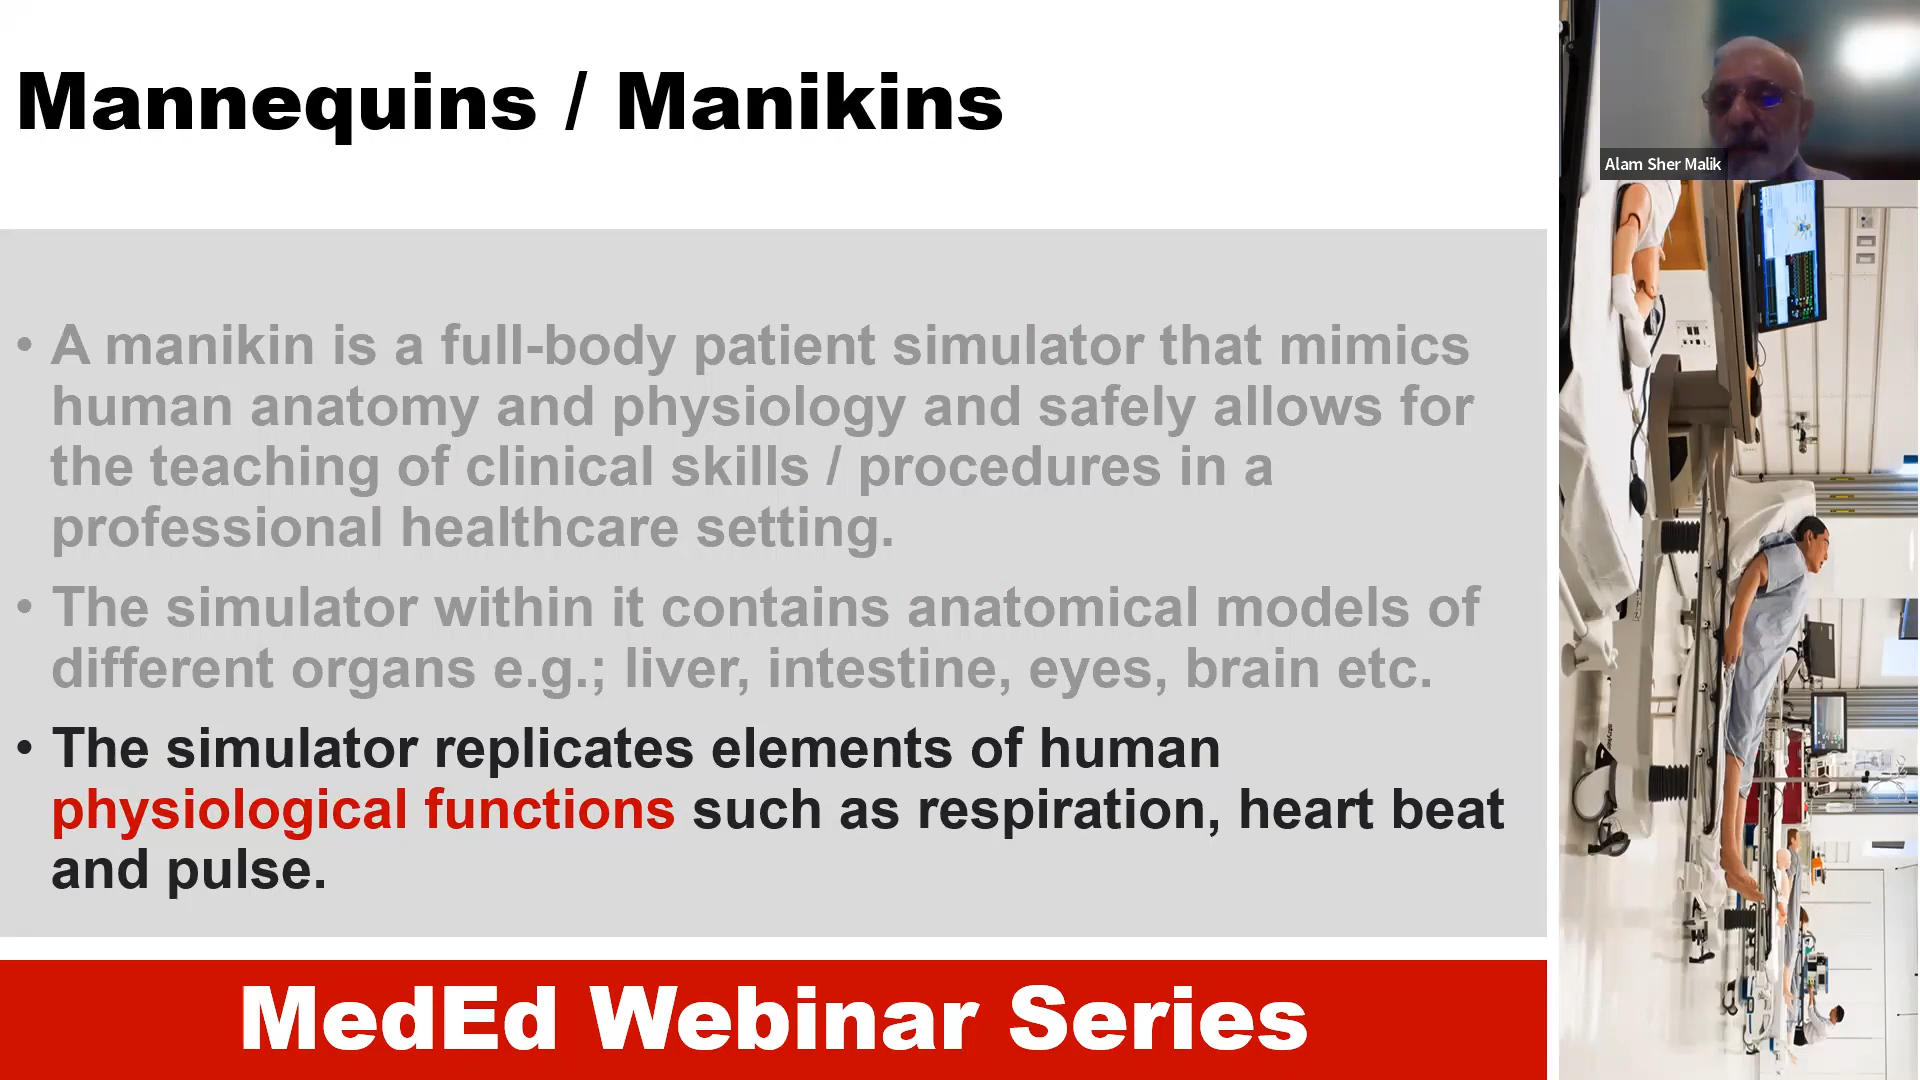 Mannequins / Manikins
Alam Sher Malik
• A manikin is a full-body patient simulator that mimics
human anatomy and physiology and safely allows for
the teaching of clinical skills / procedures in a
professional healthcare setting.
• The simulator within it contains anatomical models of
different organs e.g.; liver, intestine, eyes, brain etc.
• The simulator replicates elements of human
physiological functions such as respiration, heart beat
and pulse.
MedEd Webinar Series